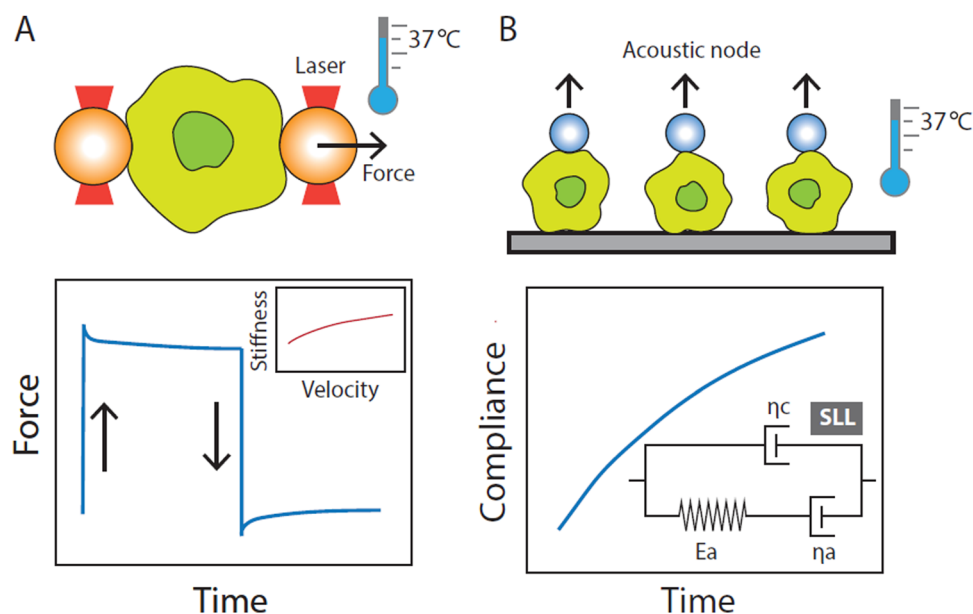 A
37°C
Laser
Force
B
Acoustic node
37°C
Force
Stiffness
Velocity
Time
Compliance
ηc
SLL
Ea
ηa
Time